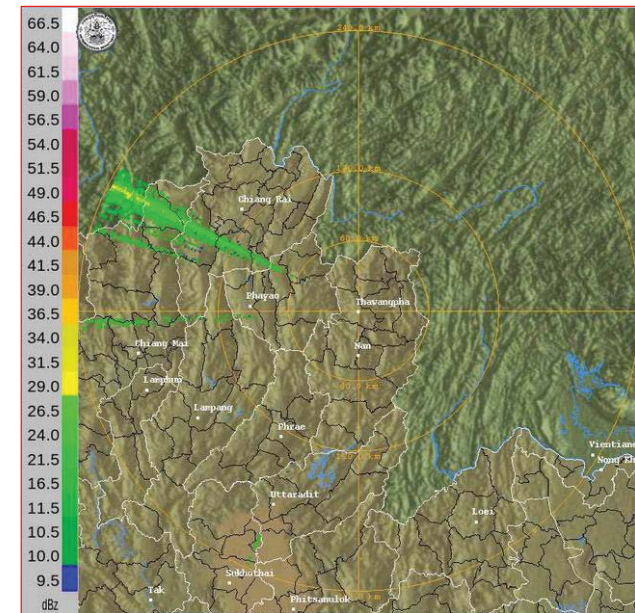 66.5
64.0
61.5
59.0
56.5
54.0
51.5
49.0
46.5
44.0
41.5
39.0
36.5
34.0
31.5
29.0
26.5
24.0
21.5
16.5
11.5
10.5
10.0
9.5
dBz
Chiang Rai
Phayao
Thawangpha
Nan
Chiang Mai
Lamphun
Lampang
Phrae
Uttaradit
Vientiane
Nong Kh
Loei
Sukhothai
Tak
Phitsanulok